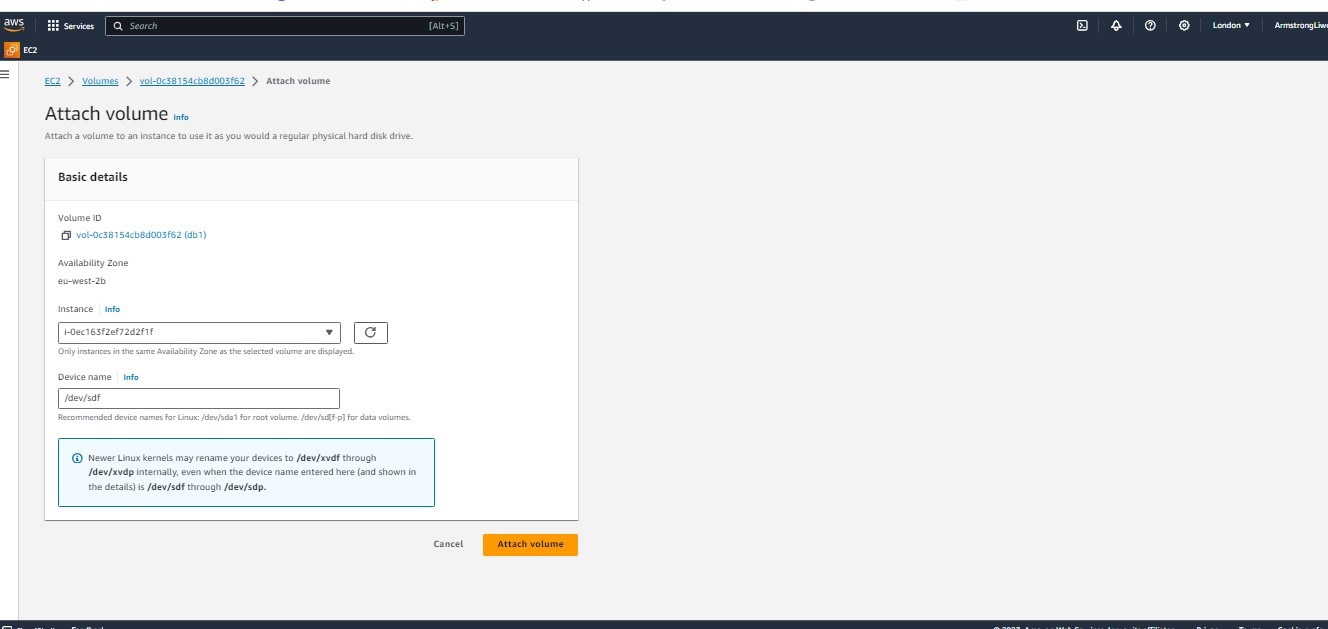 aws
Services
Search
[Alt+S]
London
EC2
EC2 > Volumes > vol-0c38154cb8d003f62 > Attach volume
Attach volume Info
Attach a volume to an instance to use it as you would a regular physical hard disk drive.
Basic details
Volume ID
vol-0c38154cb8d003f62 (db1)
Availability Zone
eu-west-2b
Instance Info
i-0ec163f2ef72d2f1f
Only instances in the same Availability Zone as the selected volume are displayed.
Device name Info
/dev/sdf
Recommended device names for Linux: /dev/sda1 for root volume. /dev/sd[f-p] for data volumes.
Newer Linux kernels may rename your devices to /dev/xvdf through
/dev/xvdp internally, even when the device name entered here (and shown in
the details) is /dev/sdf through /dev/sdp.
Cancel
Attach volume